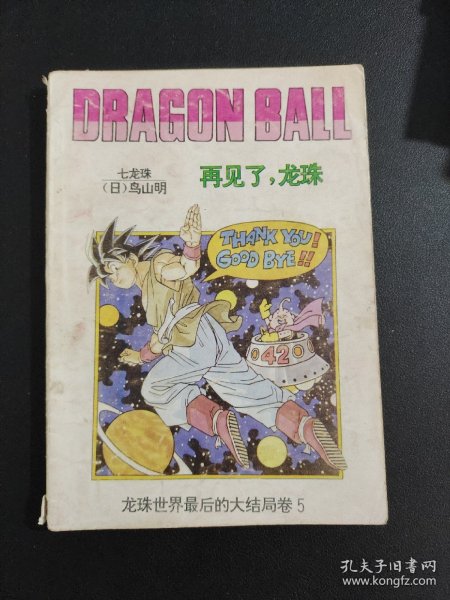 DRAGON BALL
七龙珠
（日）鸟山明
再见了，龙珠
THANK YOU!
GOOD BYE!!
42
龙珠世界最后的大结局卷 5
孔夫子旧书网
www.kongfz.com